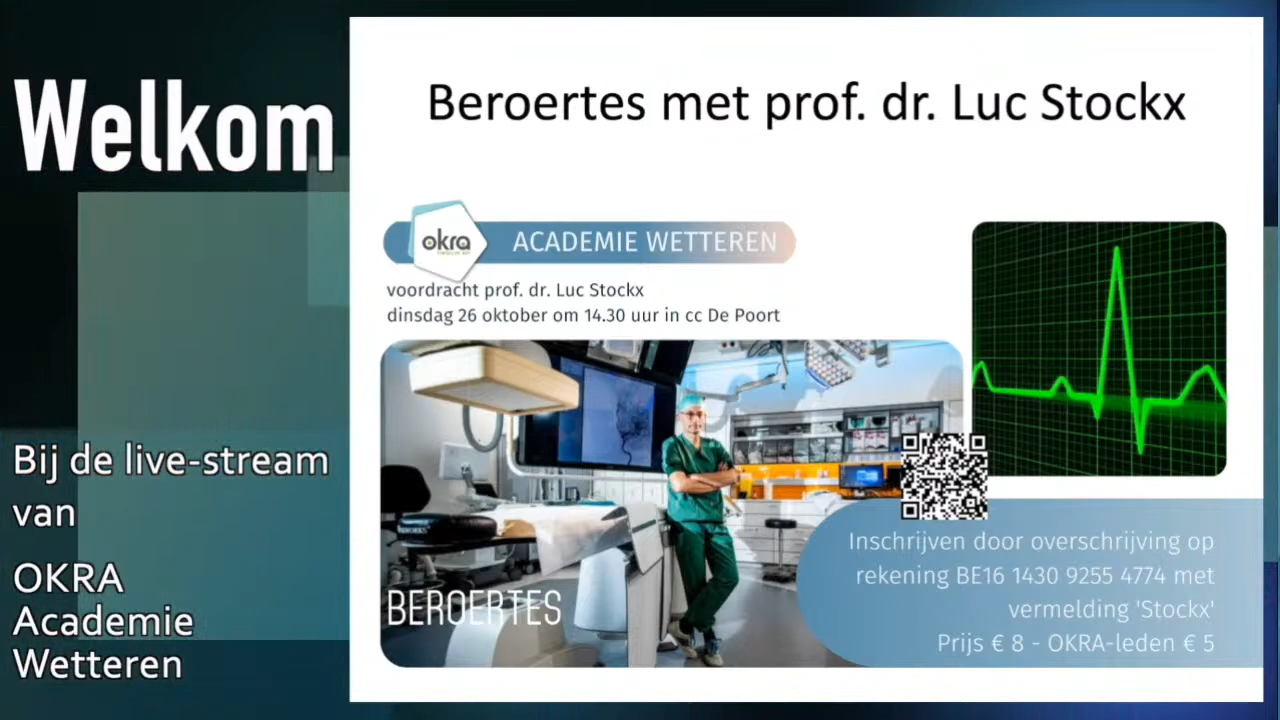 Welkom
Bij de live-stream
van
OKRA
Academie
Wetteren
Beroertes met prof. dr. Luc Stockx
okra
ACADEMIE WETTEREN
voordracht prof. dr. Luc Stockx
dinsdag 26 oktober om 14.30 uur in cc De Poort
BEROERTES
Inschrijven door overschrijving op
rekening BE16 1430 9255 4774 met
vermelding 'Stockx'
Prijs € 8 - OKRA-leden € 5